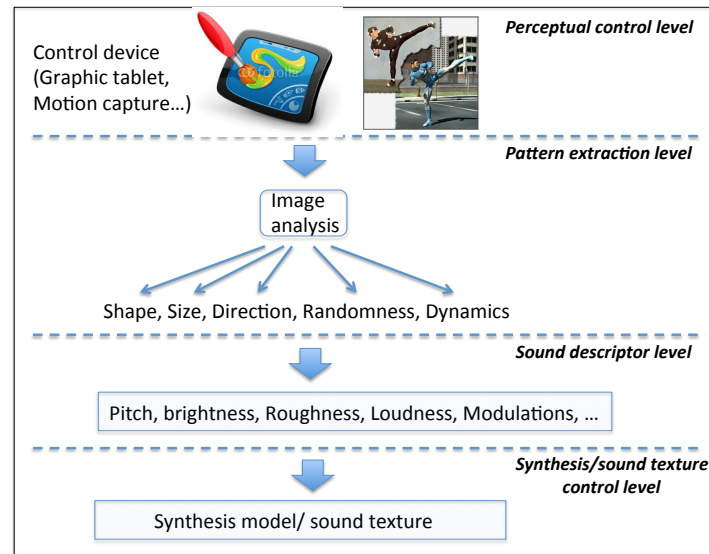 Perceptual control level
Control device
(Graphic tablet,
Motion capture…)
fotolia
Pattern extraction level
Image
analysis
Shape, Size, Direction, Randomness, Dynamics
Sound descriptor level
Pitch, brightness, Roughness, Loudness, Modulations, …
Synthesis/sound texture
control level
Synthesis model/ sound texture